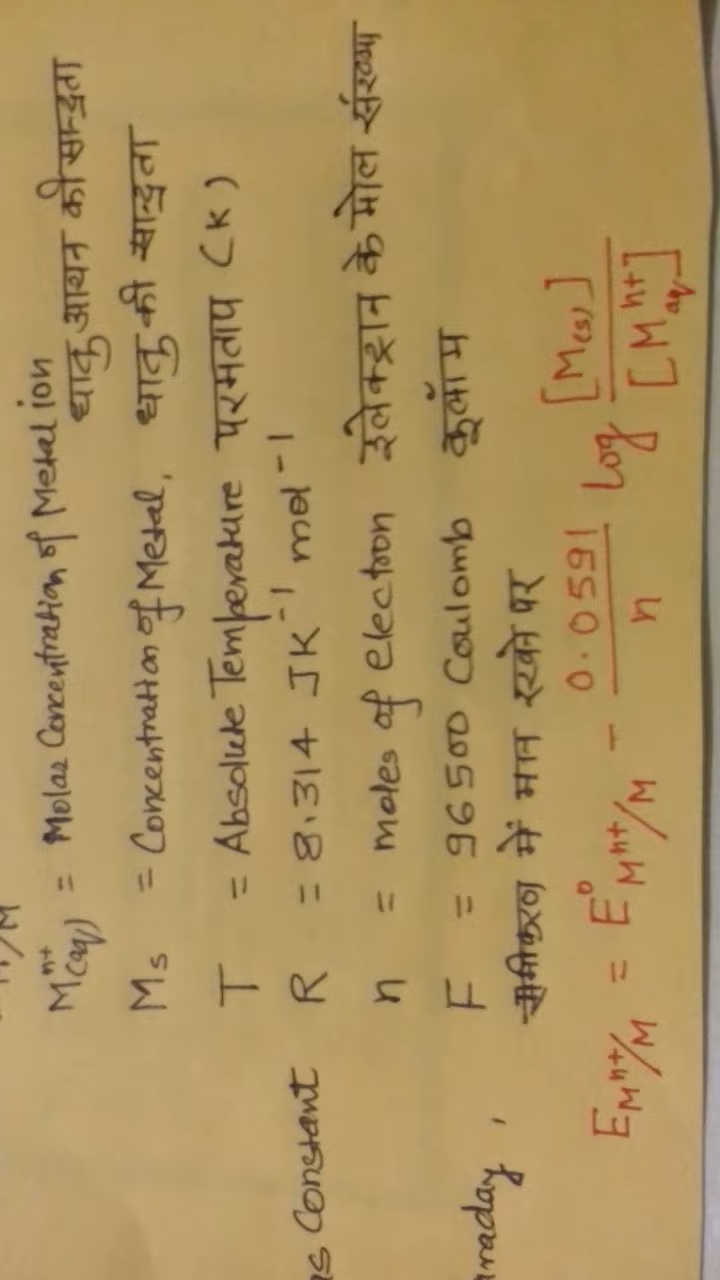 M^n+(aq) = Molar Concentration of Metal ion
धातु आयन की सान्द्रता
Ms = Concentration of Metal, धातु की सान्द्रता
T = Absolute Temperature परमताप (K)
Constant R = 8.314 JK^-1 mol^-1
n = moles of electron इलेक्ट्रान के मोल संख्या
F = 96500 Coulomb कूलॉम
समीकरण में मान रखने पर
E M^n+/M = E^0 M^n+/M - 0.0591/n log [M(s)]/[M^n+ aq]